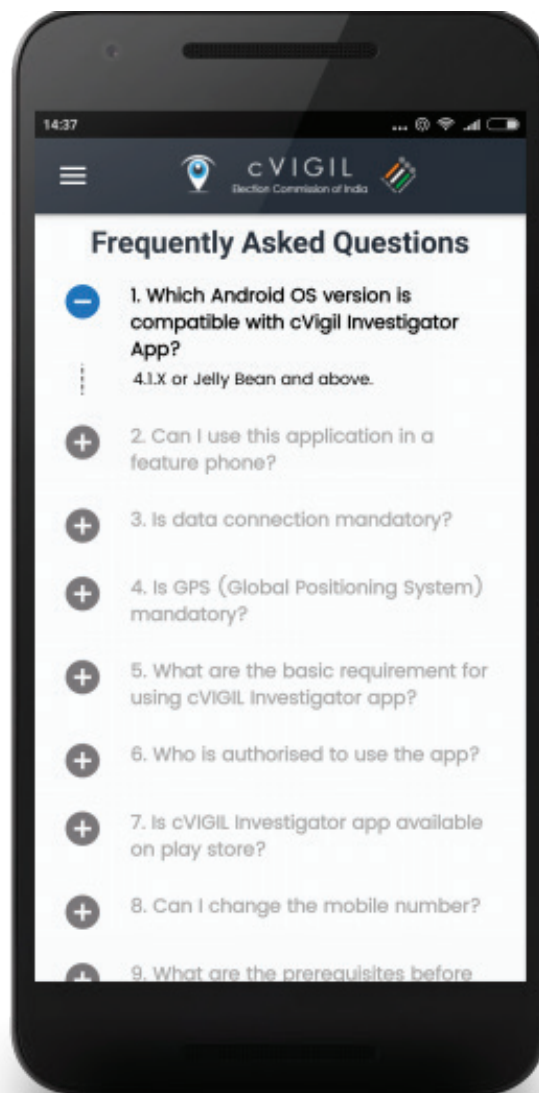 14:37
cVIGIL
Election Commission of India
Frequently Asked Questions
1. Which Android OS version is
compatible with cVigil Investigator
App?
4.1.X or Jelly Bean and above.
2. Can I use this application in a
feature phone?
3. Is data connection mandatory?
4. Is GPS (Global Positioning System)
mandatory?
5. What are the basic requirement for
using cVIGIL Investigator app?
6. Who is authorised to use the app?
7. Is cVIGIL Investigator app available
on play store?
8. Can I change the mobile number?
9. What are the prerequisites before